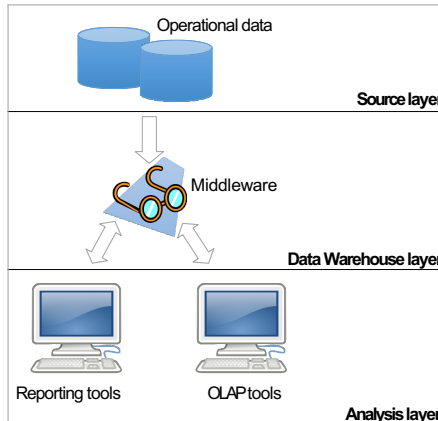 Operational data
Source layer
Middleware
Data Warehouse layer
Reporting tools
OLAP tools
Analysis layer